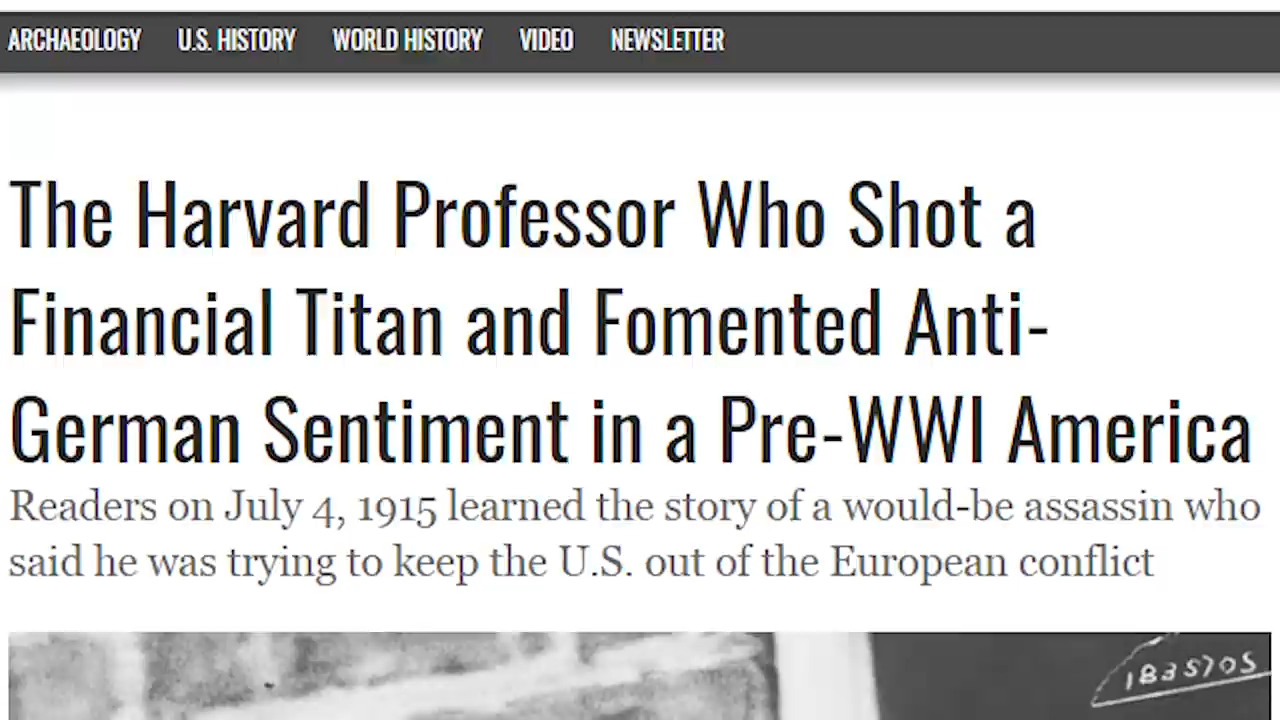 ARCHAEOLOGY U.S. HISTORY WORLD HISTORY VIDEO NEWSLETTER
The Harvard Professor Who Shot a
Financial Titan and Fomented Anti-
German Sentiment in a Pre-WWI America
Readers on July 4, 1915 learned the story of a would-be assassin who
said he was trying to keep the U.S. out of the European conflict
1835705